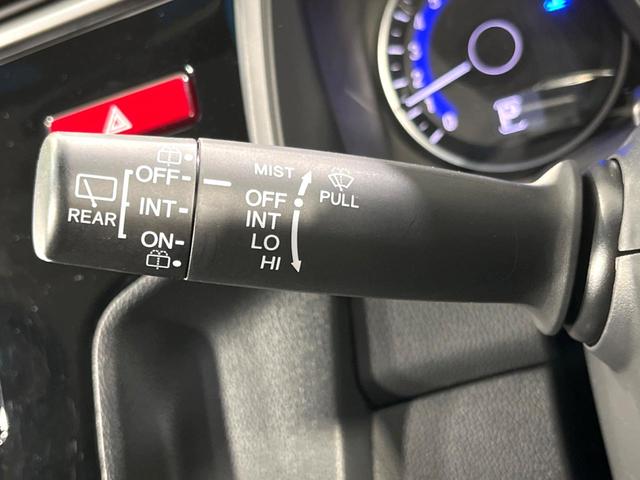 REAR
OFF
INT
ON
MIST
OFF
INT
LO
HI
PULL
P